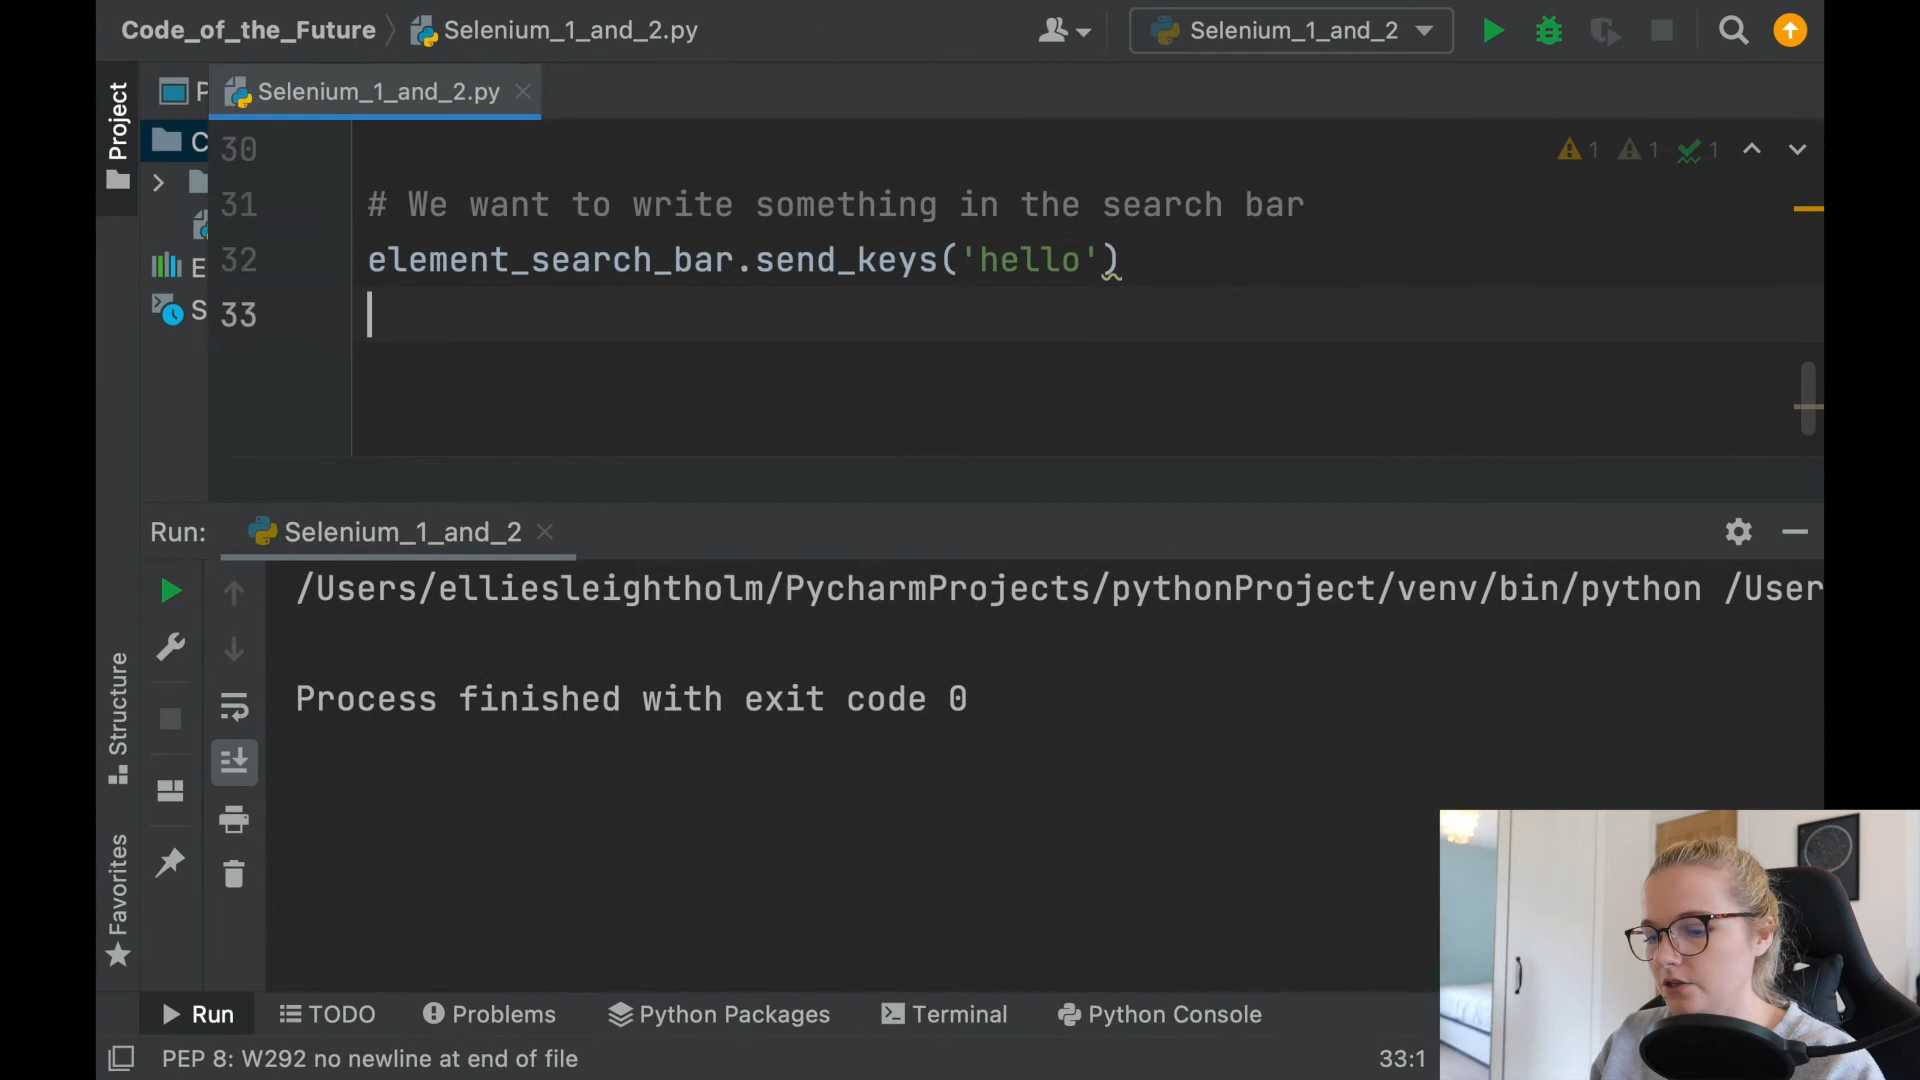 Code_of_the_Future
Selenium_1_and_2.py
Selenium_1_and_2
Project
P
Selenium_1_and_2.py
C
E
S
30
1
1
1
31
# We want to write something in the search bar
32
element_search_bar.send_keys('hello')
33
Run:
Selenium_1_and_2
/Users/elliesleightholm/PycharmProjects/pythonProject/venv/bin/python /User
Process finished with exit code 0
Structure
Favorites
Run
TODO
Problems
Python Packages
Terminal
Python Console
PEP 8: W292 no newline at end of file
33:1